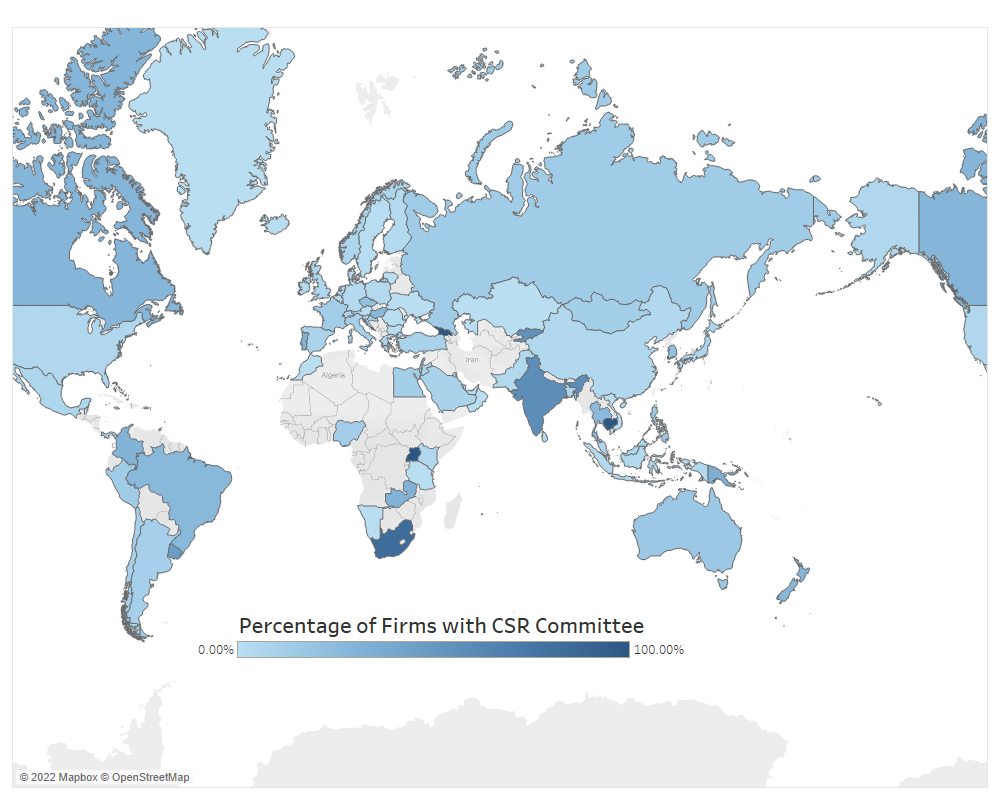 Iran
Algeria
Percentage of Firms with CSR Committee
0.00%
100.00%
© 2022 Mapbox © OpenStreetMap